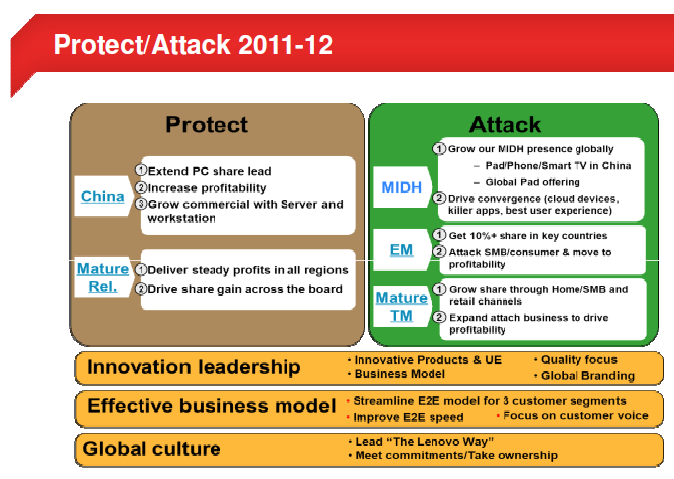 Protect/Attack 2011-12
Protect
China
① Extend PC share lead
② Increase profitability
③ Grow commercial with Server and
workstation
Mature
Rel.
① Deliver steady profits in all regions
② Drive share gain across the board
Attack
MIDH
① Grow our MIDH presence globally
– Pad/Phone/Smart TV in China
– Global Pad offering
② Drive convergence (cloud devices,
killer apps, best user experience)
EM
① Get 10%+ share in key countries
② Attack SMB/consumer & move to
profitability
Mature
TM
① Grow share through Home/SMB and
retail channels
② Expand attach business to drive
profitability
Innovation leadership
• Innovative Products & UE
• Business Model
• Quality focus
• Global Branding
Effective business model
• Streamline E2E model for 3 customer segments
• Improve E2E speed
• Focus on customer voice
Global culture
• Lead “The Lenovo Way”
• Meet commitments/Take ownership